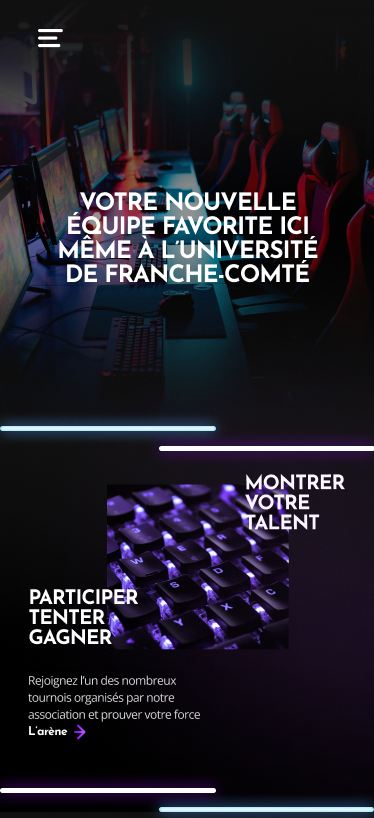 VOTRE NOUVELLE
ÉQUIPE FAVORITE ICI
MÊME À L'UNIVERSITÉ
DE FRANCHE-COMTÉ
MONTRER
VOTRE
TALENT
PARTICIPER
TENTER
GAGNER
Rejoignez l'un des nombreux
tournois organisés par notre
association et prouver votre force
L'arène